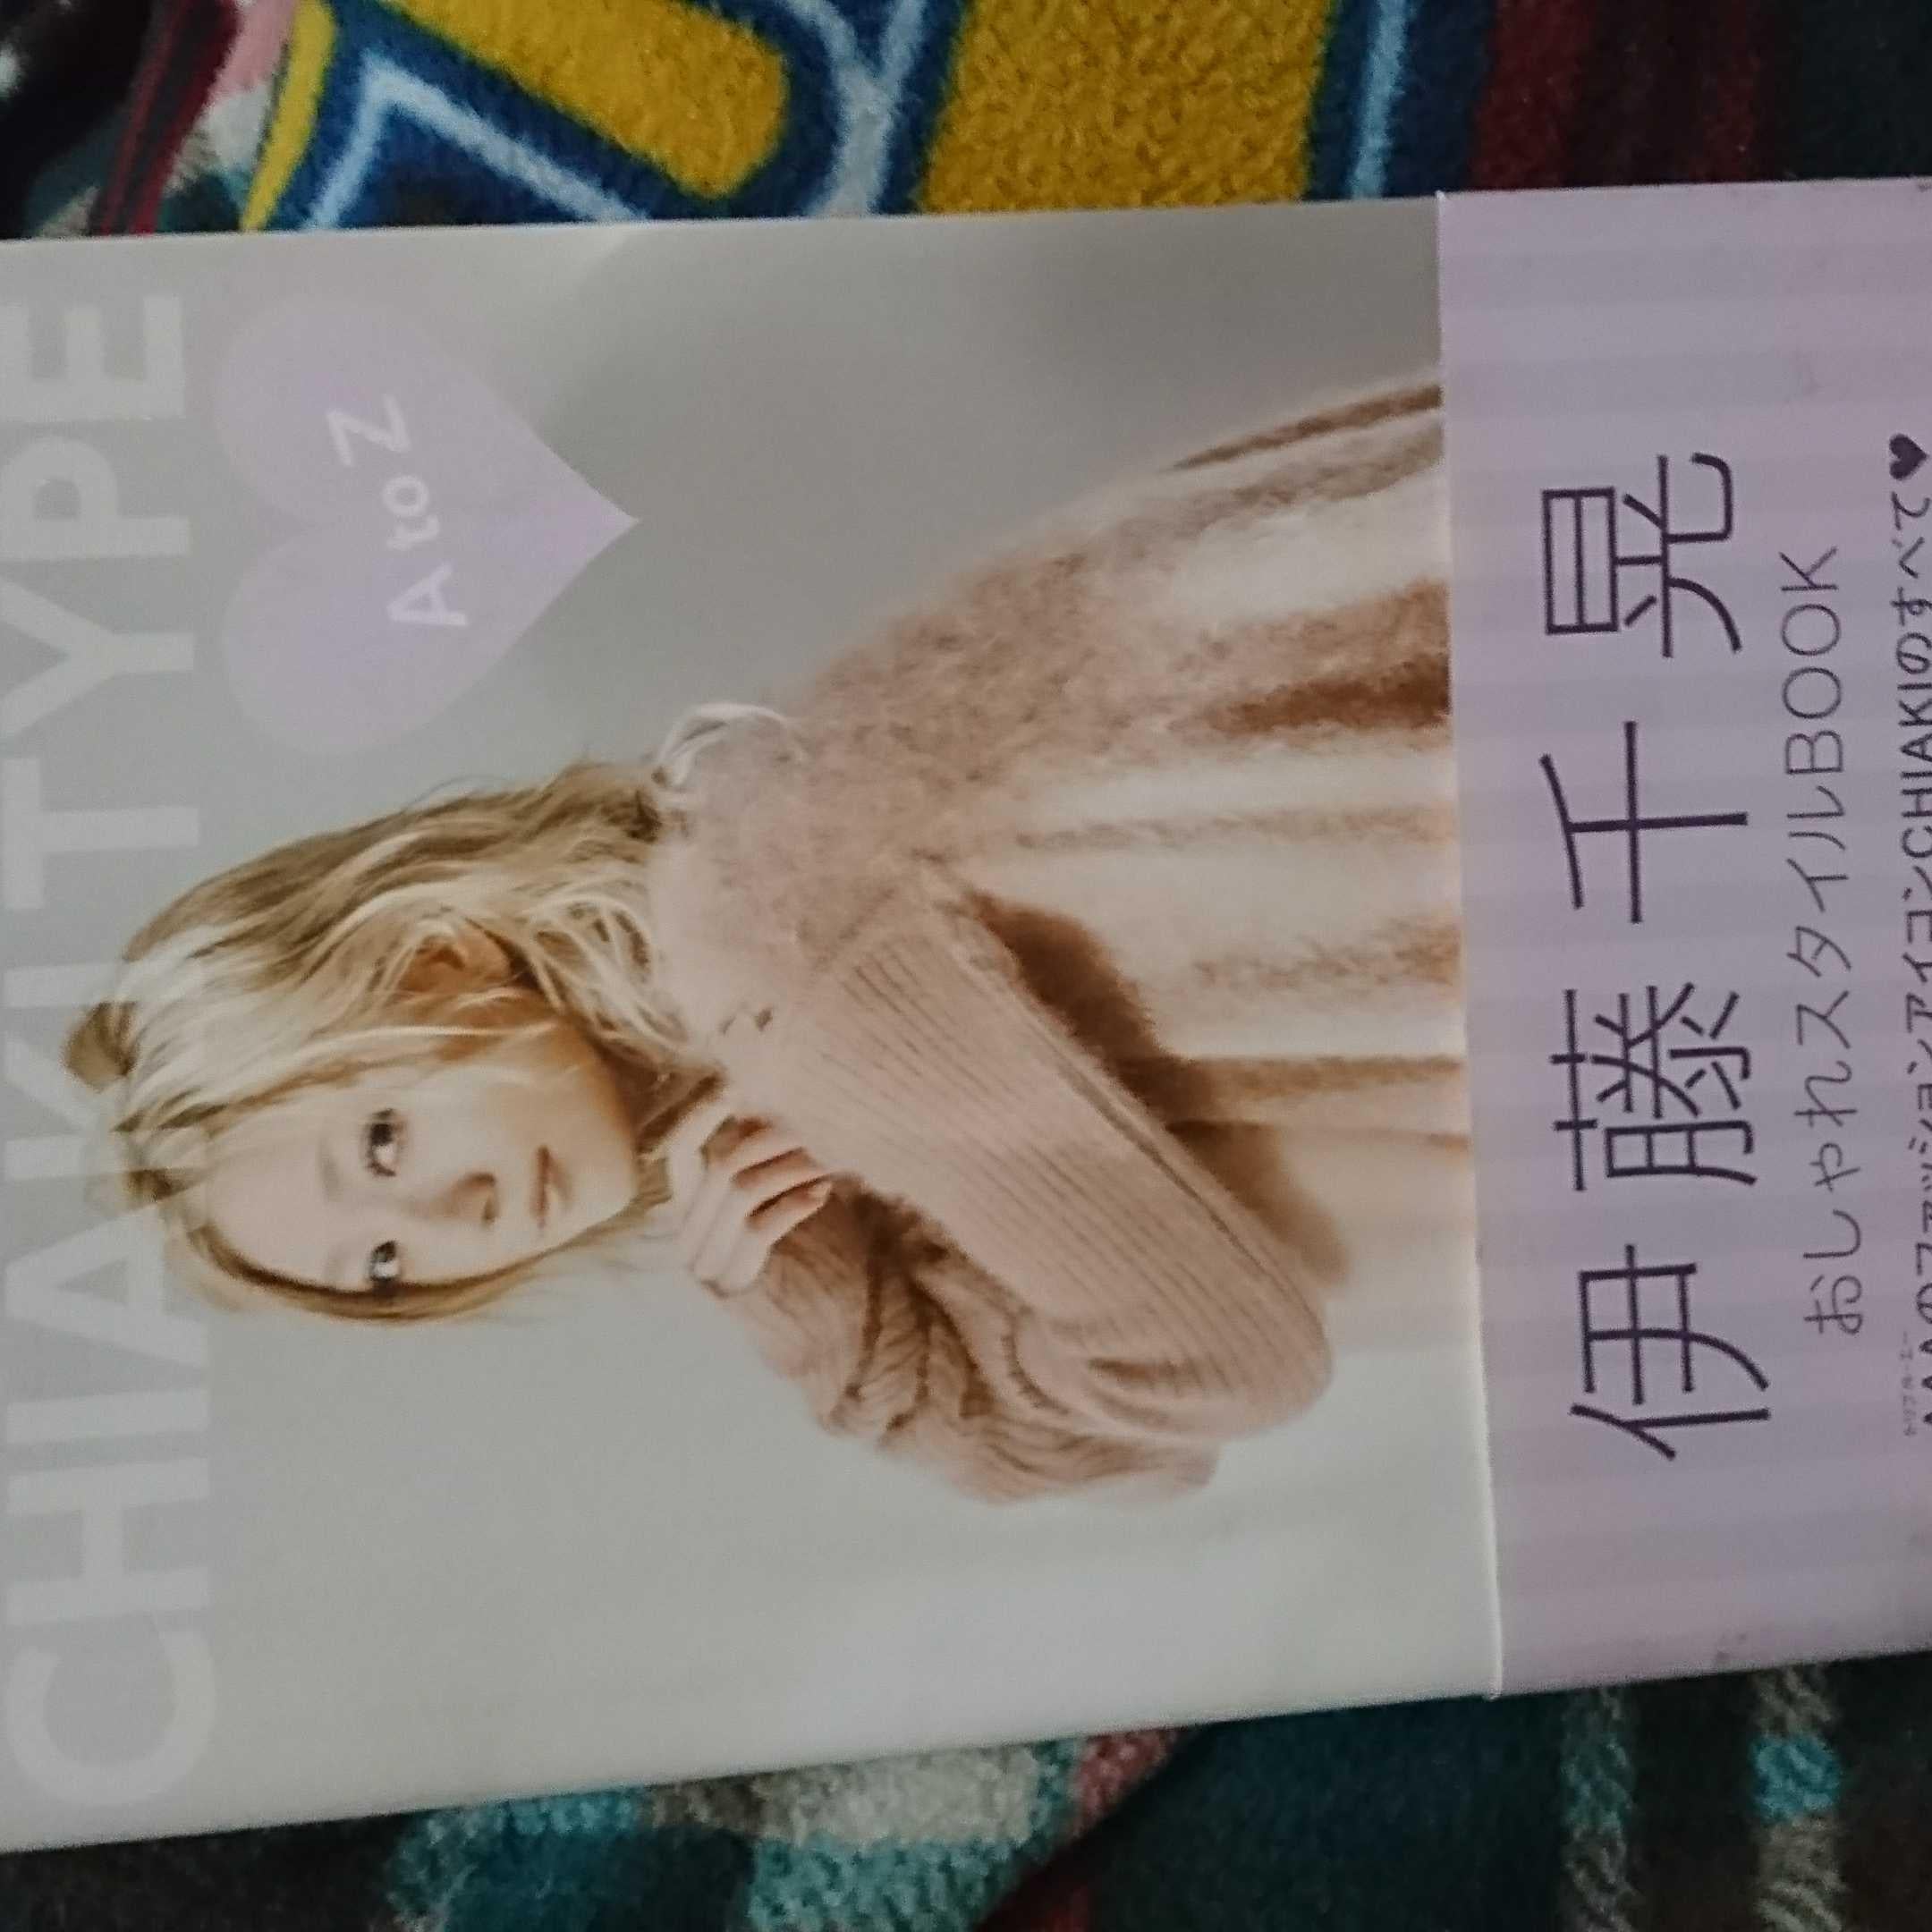 CHIAKITYPE
A to Z
伊藤千晃
おしゃれスタイルBOOK
AAAのファッションアイコンCHIAKIのすべて♥